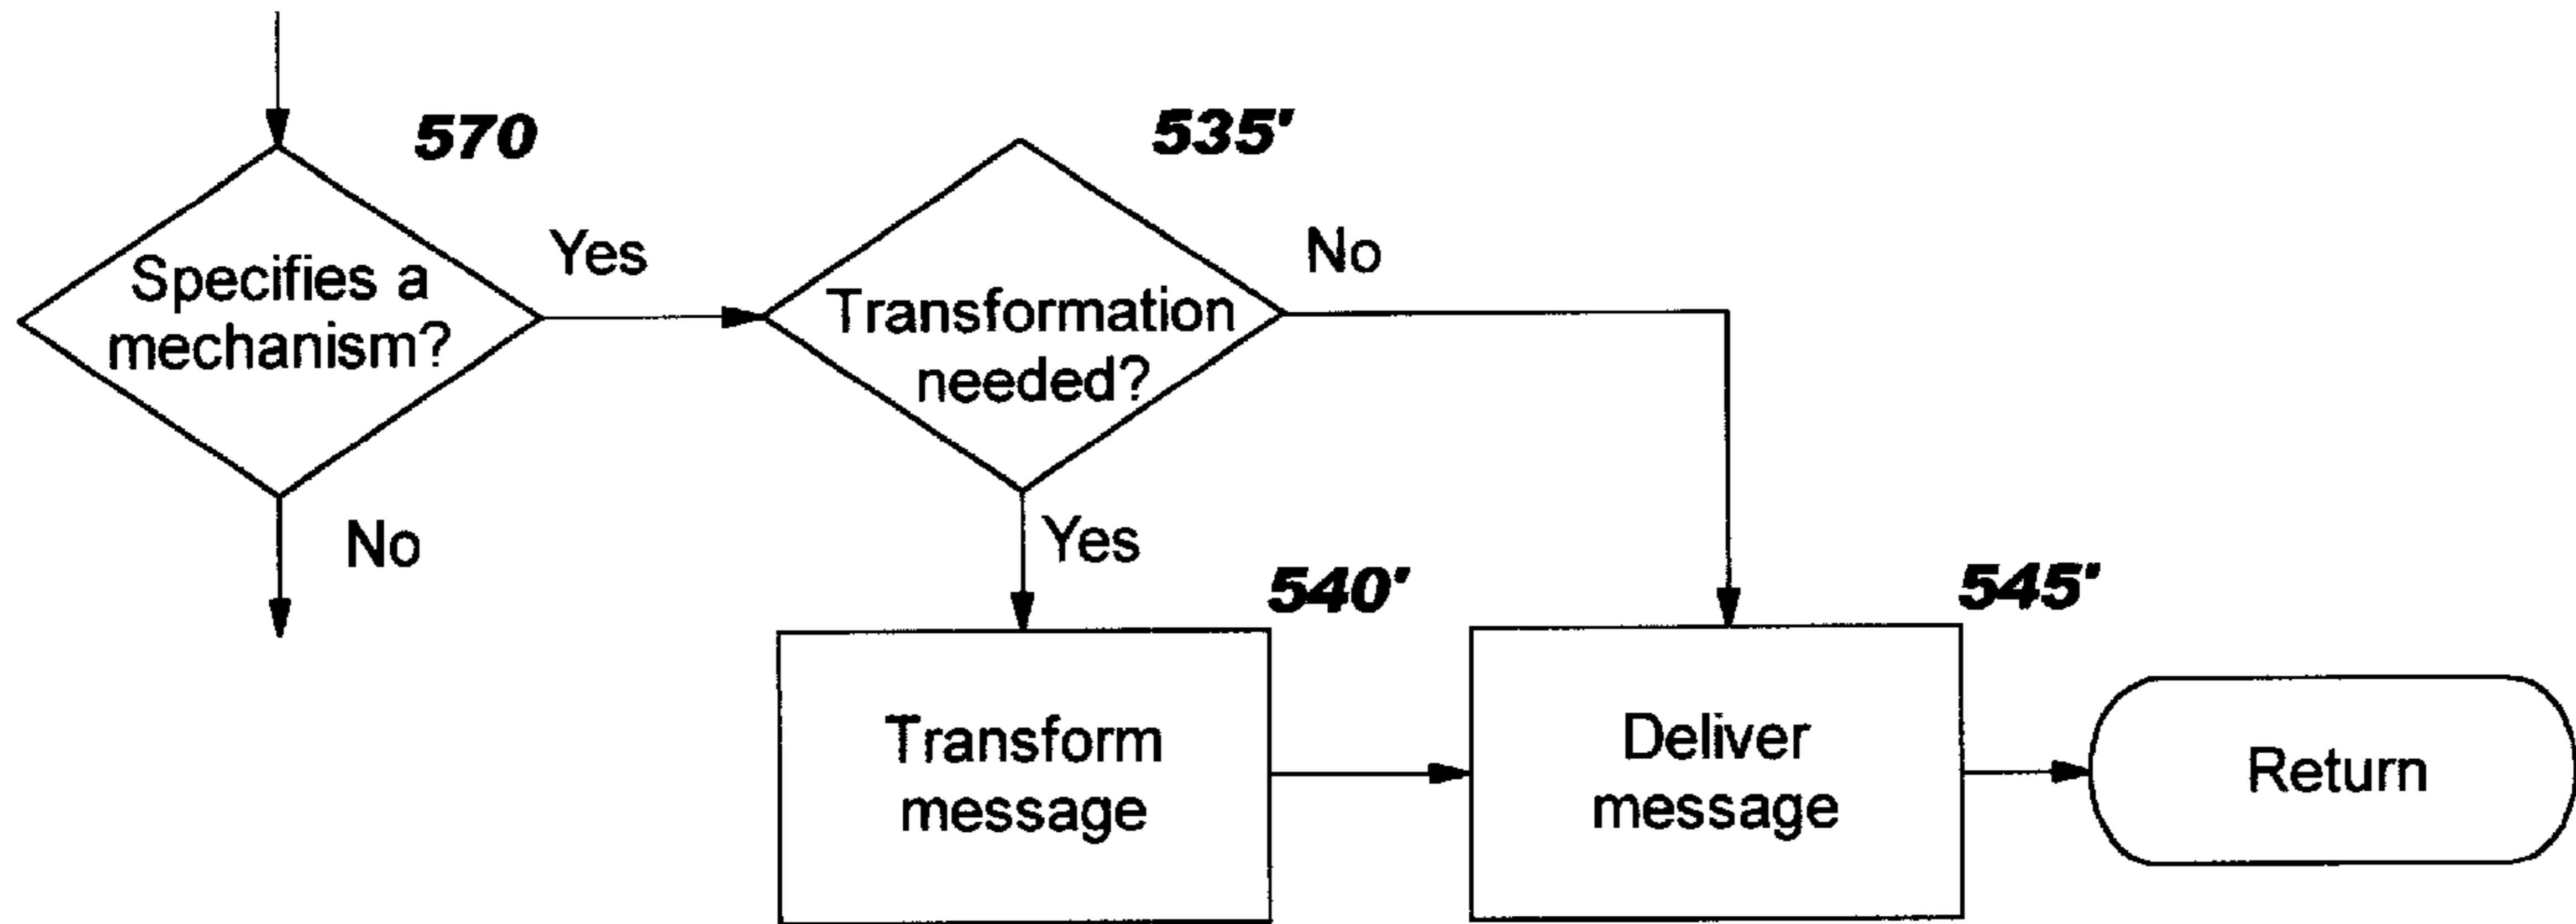 570
Specifies a
mechanism?
Yes
No
535'
Transformation
needed?
No
Yes
540'
Transform
message
545'
Deliver
message
Return